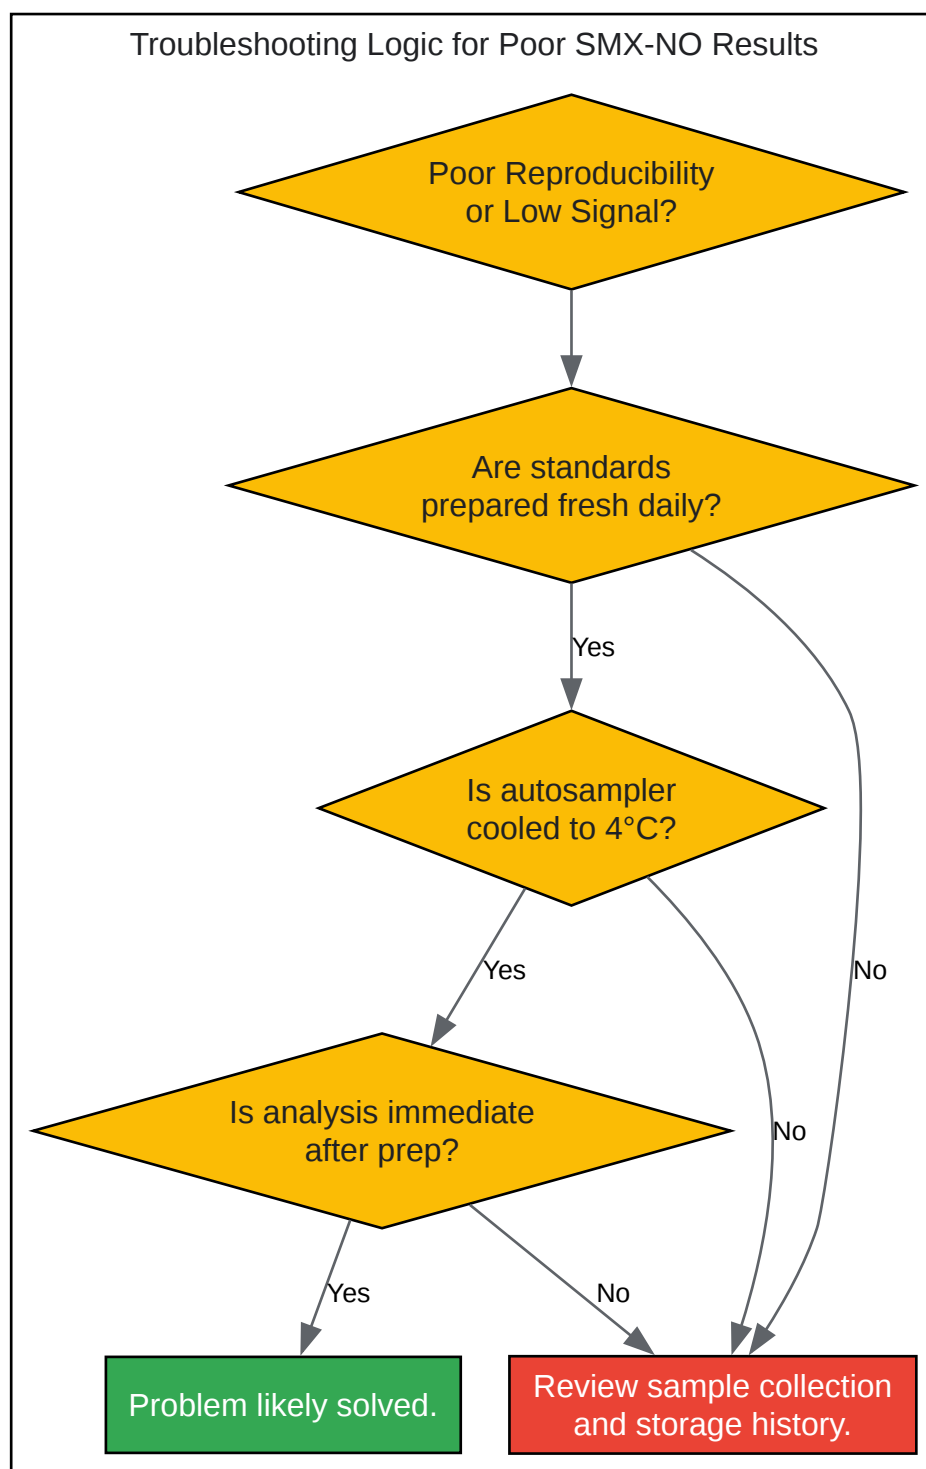 Troubleshooting Logic for Poor SMX-NO Results
Poor Reproducibility
or Low Signal?
Are standards
prepared fresh daily?
Yes
Is autosampler
cooled to 4°C?
Yes
No
Is analysis immediate
after prep?
No
Yes
No
Problem likely solved.
Review sample collection
and storage history.